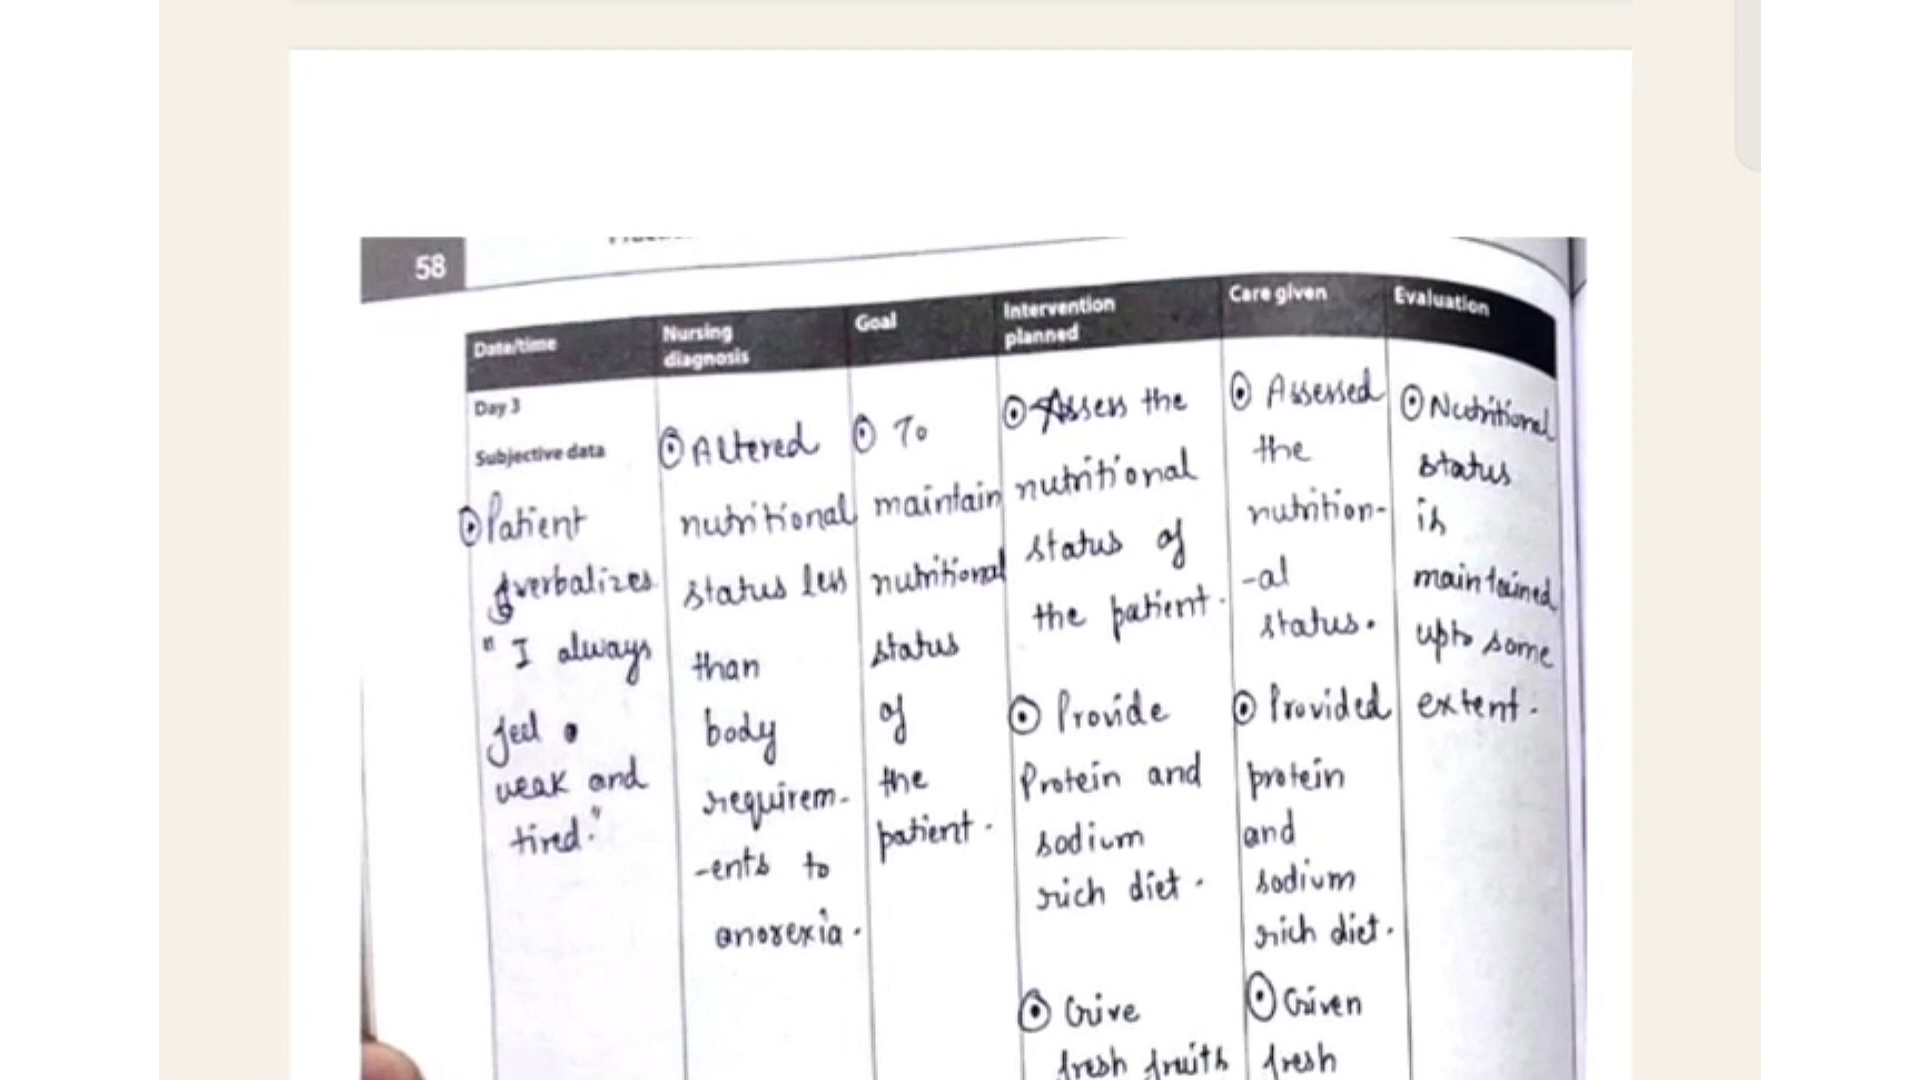 58
Date/time
Nursing
diagnosis
Goal
Intervention
planned
Care given
Evaluation
Day 3
Subjective data
Patient
verbalizes
" I always
feel
weak and
tired."
Altered
nutritional
status less
than
body
requirem-
-ents to
anorexia.
To
maintain
nutritional
status
of
the
patient.
Assess the
nutritional
status of
the patient.
Provide
Protein and
sodium
rich diet.
Give
fresh fruits
Assessed
the
nutrition-
-al
status.
Provided
protein
and
sodium
rich diet.
Given
fresh
Nutritional
status
is
maintained
upto some
extent.